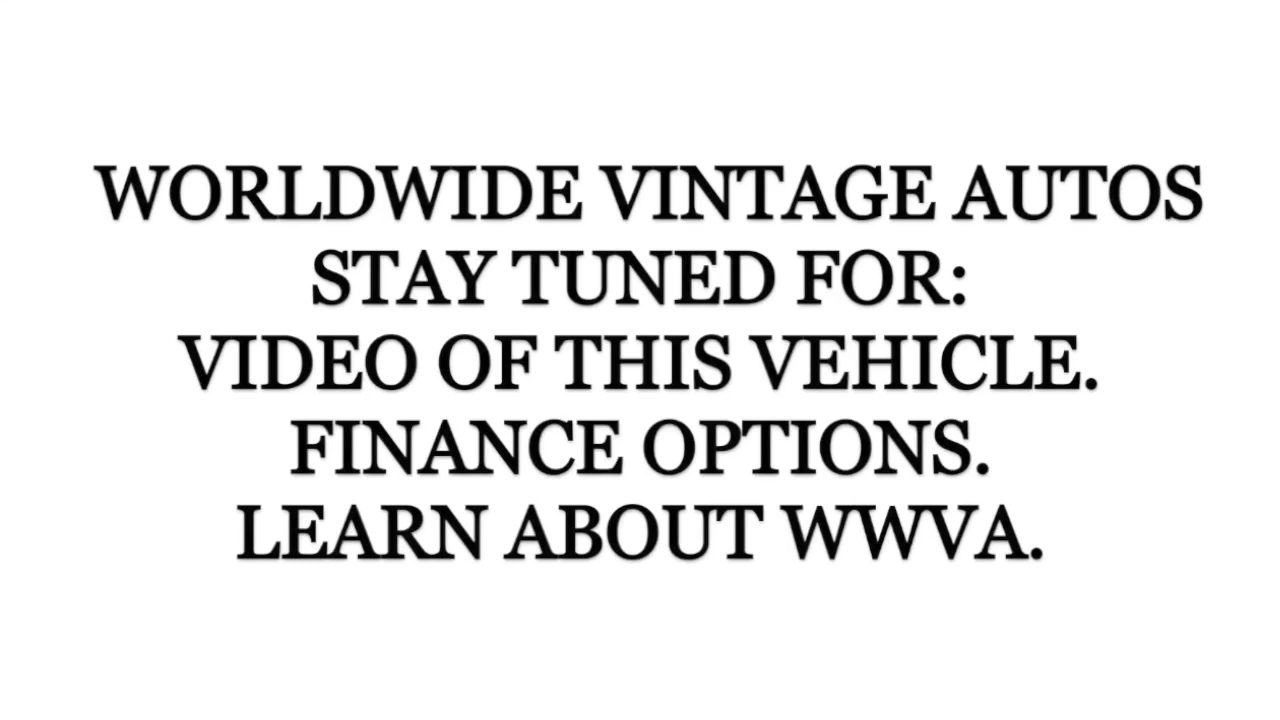 WORLDWIDE VINTAGE AUTOS
STAY TUNED FOR:
VIDEO OF THIS VEHICLE.
FINANCE OPTIONS.
LEARN ABOUT WWVA.